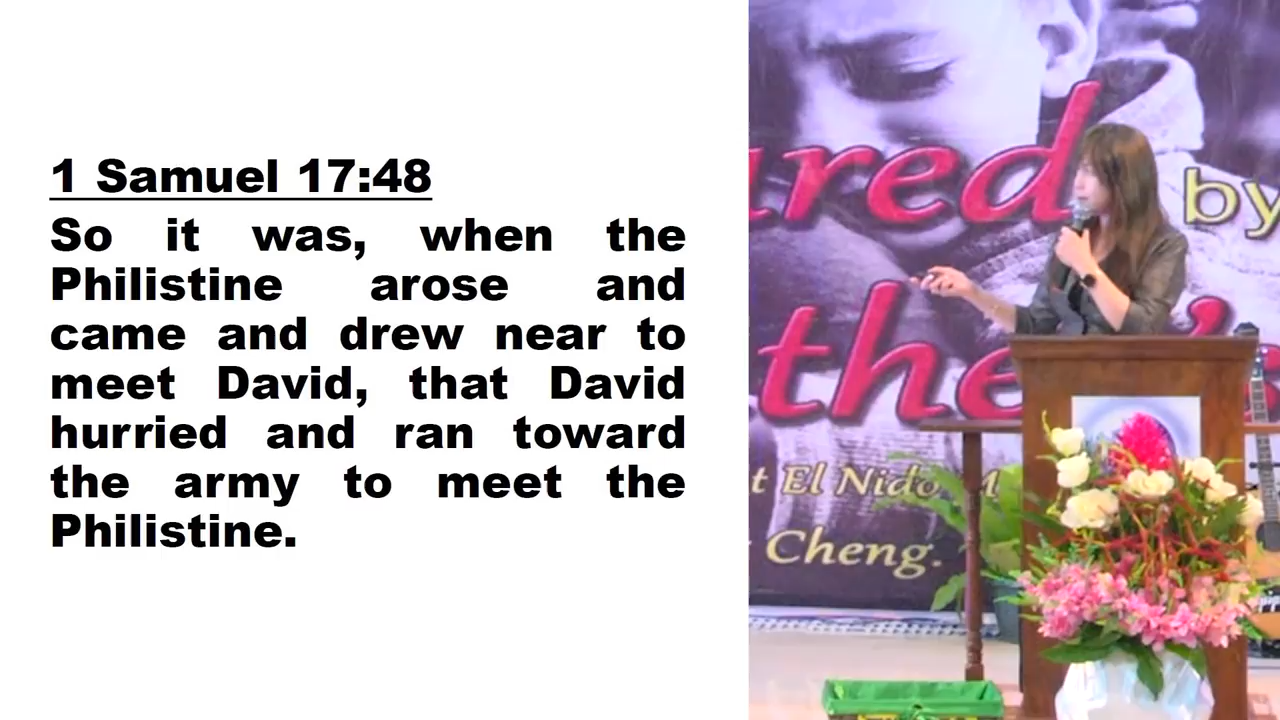 1 Samuel 17:48
So it was, when the
Philistine arose and
came and drew near to
meet David, that David
hurried and ran toward
the army to meet the
Philistine.
by
the
t El Nido
Cheng.